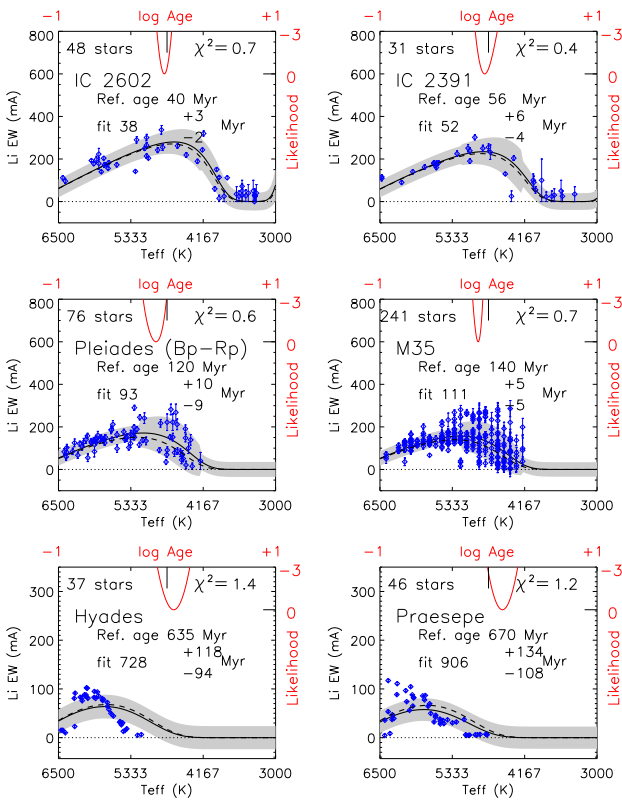 −1 log Age +1
48 stars χ²= 0.7
IC 2602
Ref. age 40 Myr
fit 38 +3 −2 Myr
800
600
400
200
0
Li EW (mA)
−3
0
Likelihood
6500 5333 4167 3000
Teff (K)
−1 log Age +1
31 stars χ²= 0.4
IC 2391
Ref. age 56 Myr
fit 52 +6 −4 Myr
800
600
400
200
0
Li EW (mA)
−3
0
Likelihood
6500 5333 4167 3000
Teff (K)
−1 log Age +1
76 stars χ²= 0.6
Pleiades (Bp−Rp)
Ref. age 120 Myr
fit 93 +10 −9 Myr
800
600
400
200
0
Li EW (mA)
−3
0
Likelihood
6500 5333 4167 3000
Teff (K)
−1 log Age +1
241 stars χ²= 0.7
M35
Ref. age 140 Myr
fit 111 +5 −5 Myr
800
600
400
200
0
Li EW (mA)
−3
0
Likelihood
6500 5333 4167 3000
Teff (K)
−1 log Age +1
37 stars χ²= 1.4
Hyades
Ref. age 635 Myr
fit 728 +118 −94 Myr
300
200
100
0
Li EW (mA)
−3
0
Likelihood
6500 5333 4167 3000
Teff (K)
−1 log Age +1
46 stars χ²= 1.2
Praesepe
Ref. age 670 Myr
fit 906 +134 −108 Myr
300
200
100
0
Li EW (mA)
−3
0
Likelihood
6500 5333 4167 3000
Teff (K)